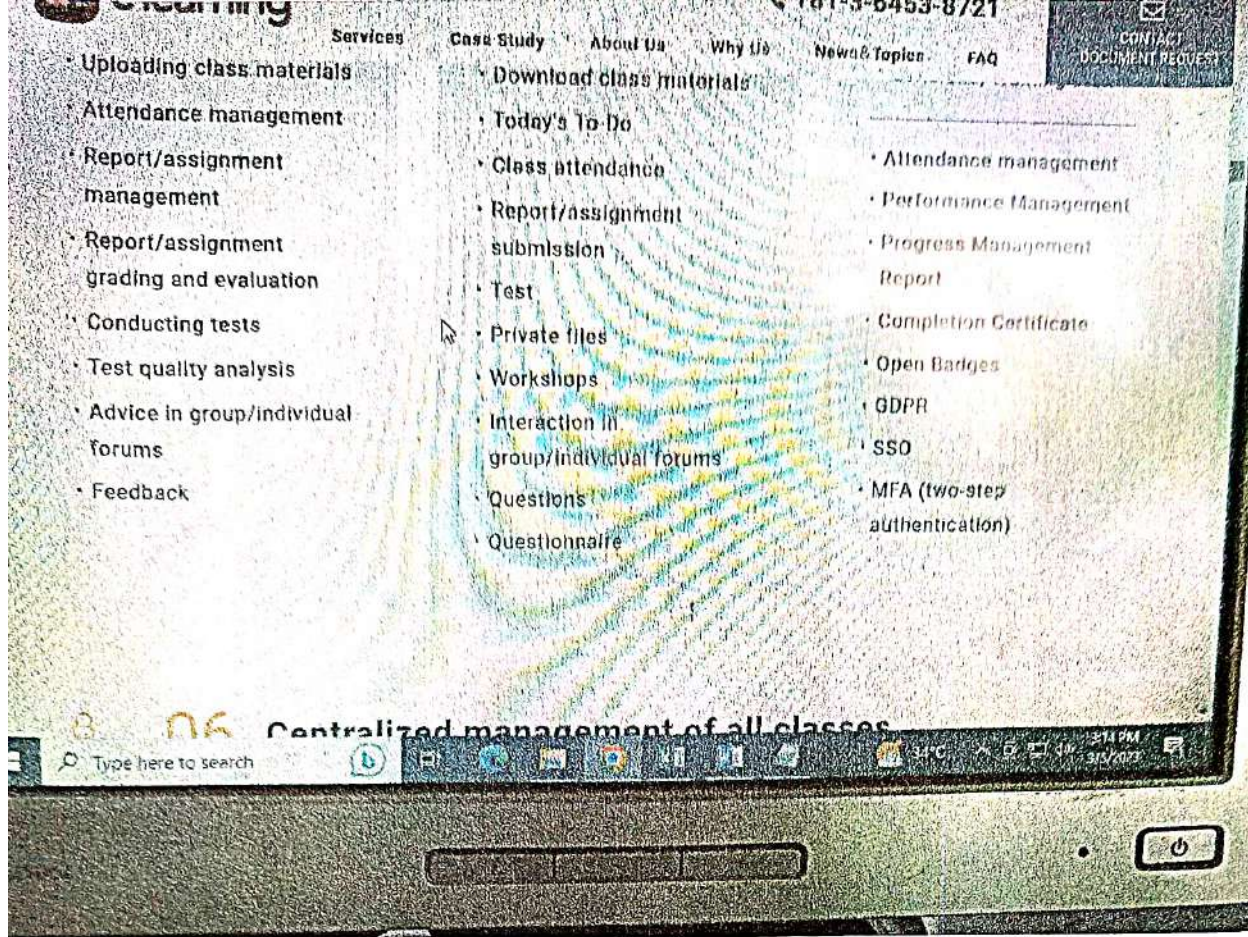 Services Case Study About Us Why Us News & Topics FAQ
CONTACT
DOCUMENT REQUEST
· Uploading class materials
· Attendance management
· Report/assignment
management
· Report/assignment
grading and evaluation
· Conducting tests
· Test quality analysis
· Advice in group/individual
forums
· Feedback
· Download class materials
· Today's To-Do
· Class attendance
· Report/assignment
submission
· Test
· Private files
· Workshops
· Interaction in
group/individual forums
· Questions
· Questionnaire
· Attendance management
· Performance Management
· Progress Management
Report
· Completion Certificate
· Open Badges
· GDPR
· SSO
· MFA (two-step
authentication)
06 Centralized management of all classes
Type here to search
34°C
3:14 PM